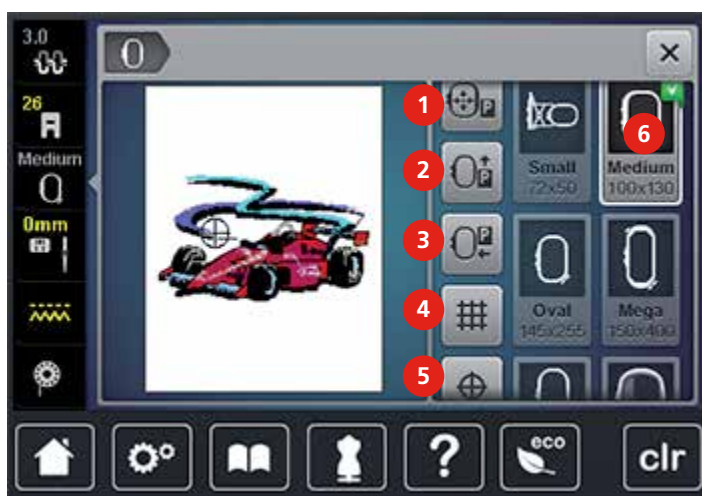 3.0
26
Medium
0mm
1
P
2
P
3
P
4
5
6
Small
72x50
Medium
100x130
Oval
145x255
Mega
150x400
?
eco
clr